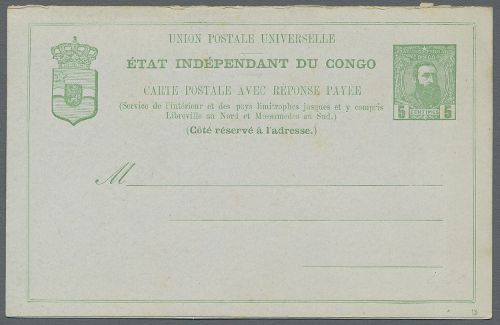 UNION POSTALE UNIVERSELLE
ÉTAT INDÉPENDANT DU CONGO
CARTE POSTALE AVEC RÉPONSE PAYÉE
(Service de l'intérieur et des pays limitrophes jusques et y compris
Libreville au Nord et Mossamedes au Sud.)
(Côté réservé à l'adresse.)
5 CENTIMES 5
M